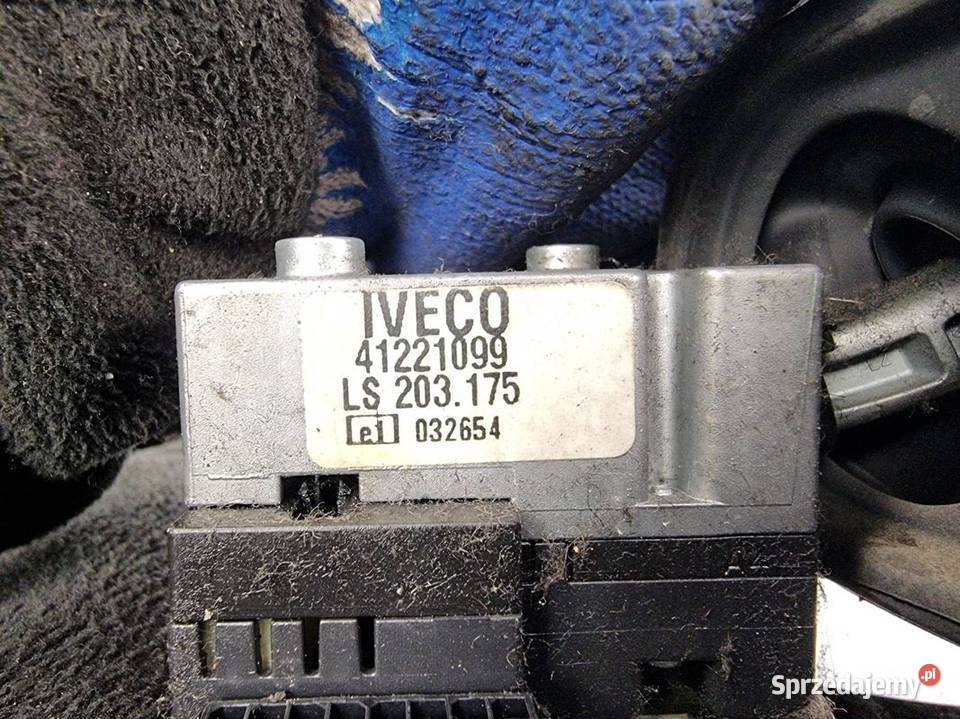 IVECO
41221099
LS 203.175
e1 032654
Sprzedajemy.pl